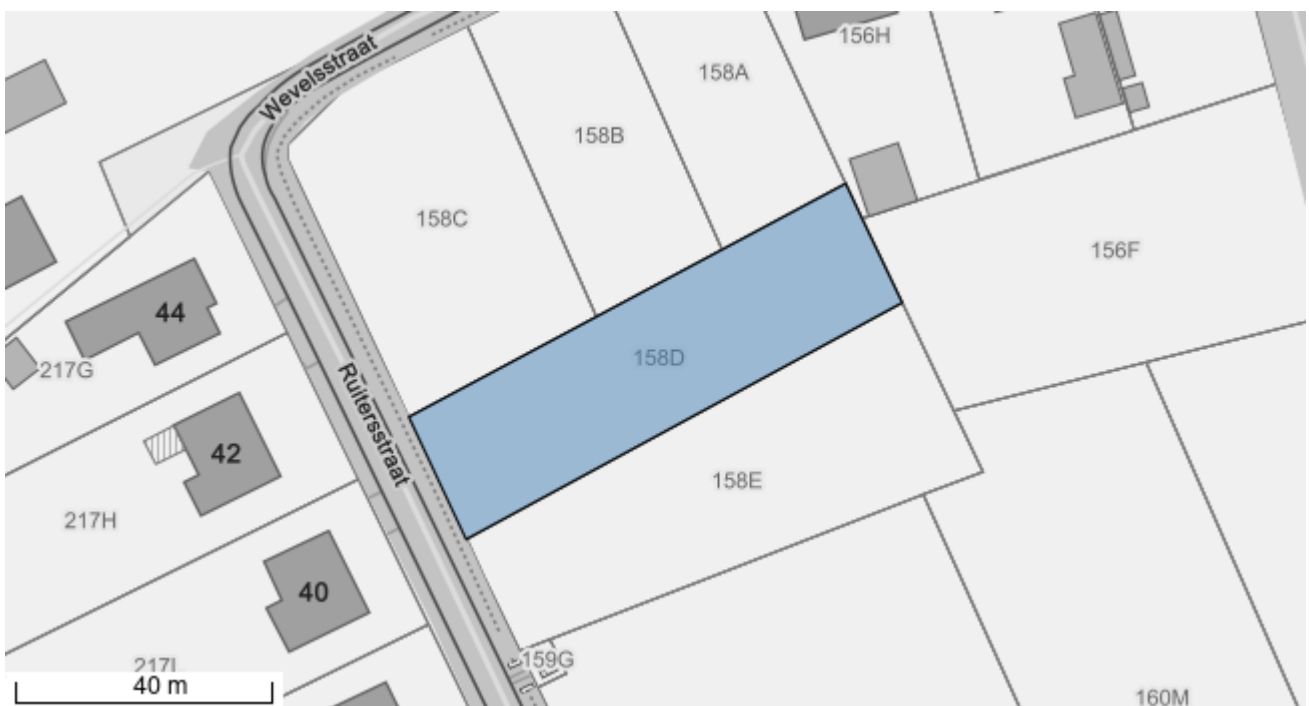 Wevelsstraat
156H
158A
158B
158C
156F
44
217G
158D
Ruitersstraat
42
158E
217H
40
159G
217L
40 m
160M